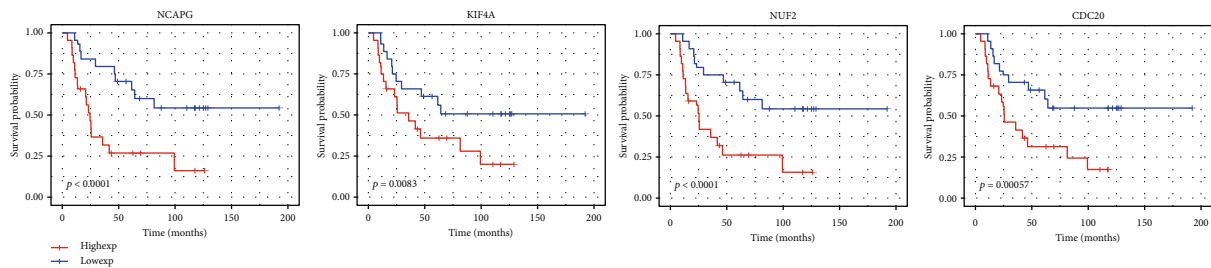 NCAPG
Survival probability
1.00
0.75
0.50
0.25
0.00
p < 0.0001
0 50 100 150 200
Time (months)
KIF4A
Survival probability
1.00
0.75
0.50
0.25
0.00
p = 0.0083
0 50 100 150 200
Time (months)
NUF2
Survival probability
1.00
0.75
0.50
0.25
0.00
p < 0.0001
0 50 100 150 200
Time (months)
CDC20
Survival probability
1.00
0.75
0.50
0.25
0.00
p = 0.00057
0 50 100 150 200
Time (months)
Highexp
Lowexp